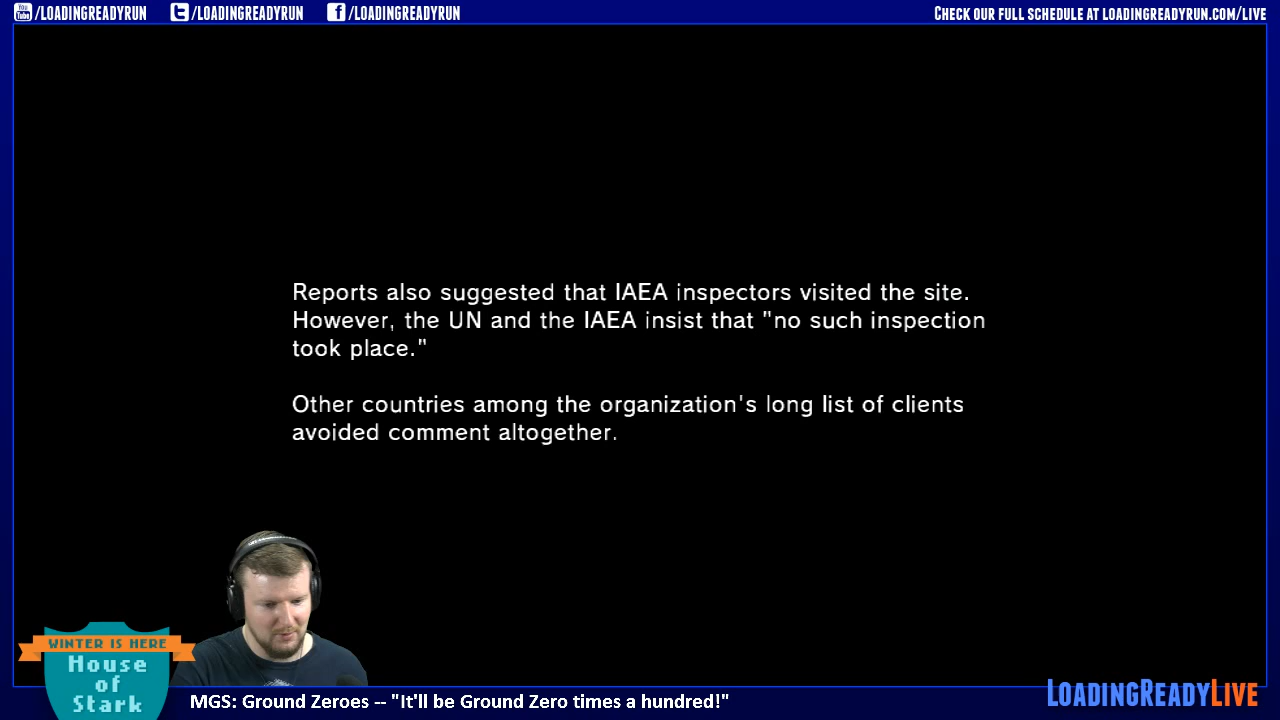 /LOADINGREADYRUN
/LOADINGREADYRUN
/LOADINGREADYRUN
CHECK OUR FULL SCHEDULE AT LOADINGREADYRUN.COM/LIVE
Reports also suggested that IAEA inspectors visited the site.
However, the UN and the IAEA insist that "no such inspection
took place."
Other countries among the organization's long list of clients
avoided comment altogether.
WINTER IS HERE
House
of
Stark
MGS: Ground Zeroes -- "It'll be Ground Zero times a hundred!"
LOADINGREADYLIVE